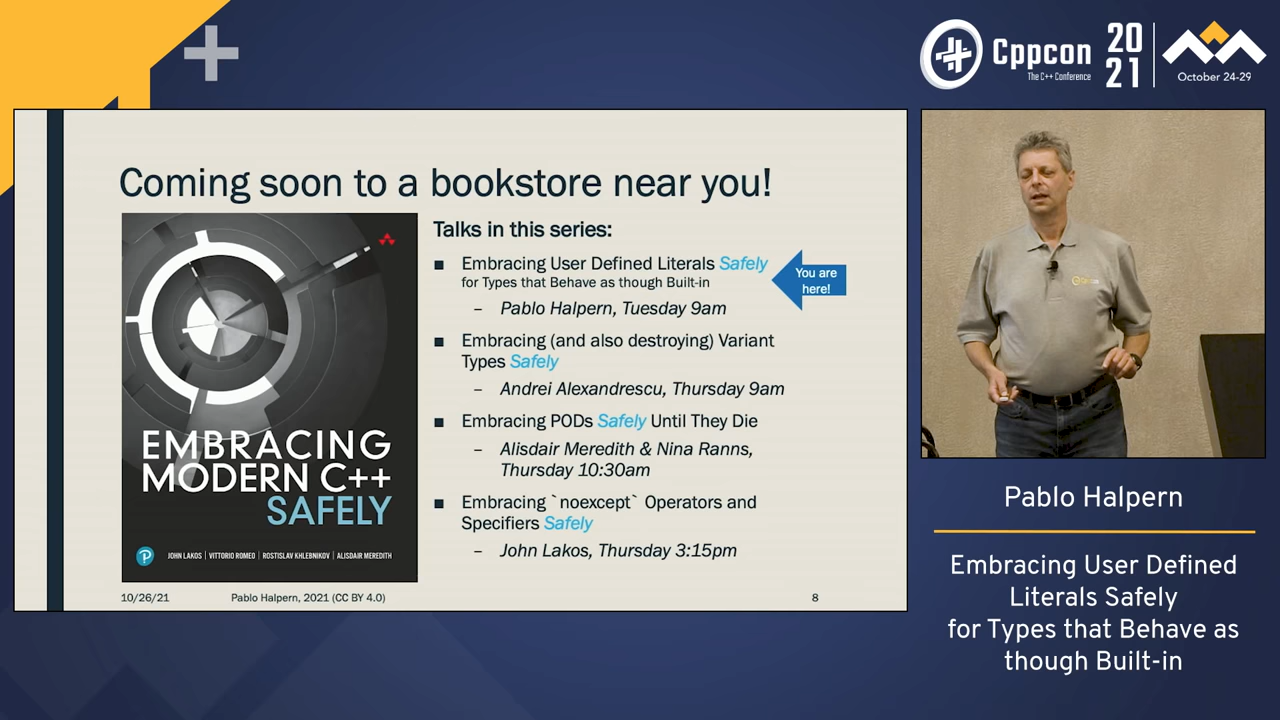 Cppcon
The C++ Conference
20
21
October 24-29
Coming soon to a bookstore near you!
EMBRACING
MODERN C++
SAFELY
JOHN LAKOS | VITTORIO ROMEO | ROSTISLAV KHLEBNIKOV | ALISDAIR MEREDITH
Talks in this series:
■ Embracing User Defined Literals Safely
for Types that Behave as though Built-in
– Pablo Halpern, Tuesday 9am
You are
here!
■ Embracing (and also destroying) Variant
Types Safely
– Andrei Alexandrescu, Thursday 9am
■ Embracing PODs Safely Until They Die
– Alisdair Meredith & Nina Ranns,
Thursday 10:30am
■ Embracing `noexcept` Operators and
Specifiers Safely
– John Lakos, Thursday 3:15pm
10/26/21 Pablo Halpern, 2021 (CC BY 4.0) 8
Cppcon
Pablo Halpern
Embracing User Defined
Literals Safely
for Types that Behave as
though Built-in